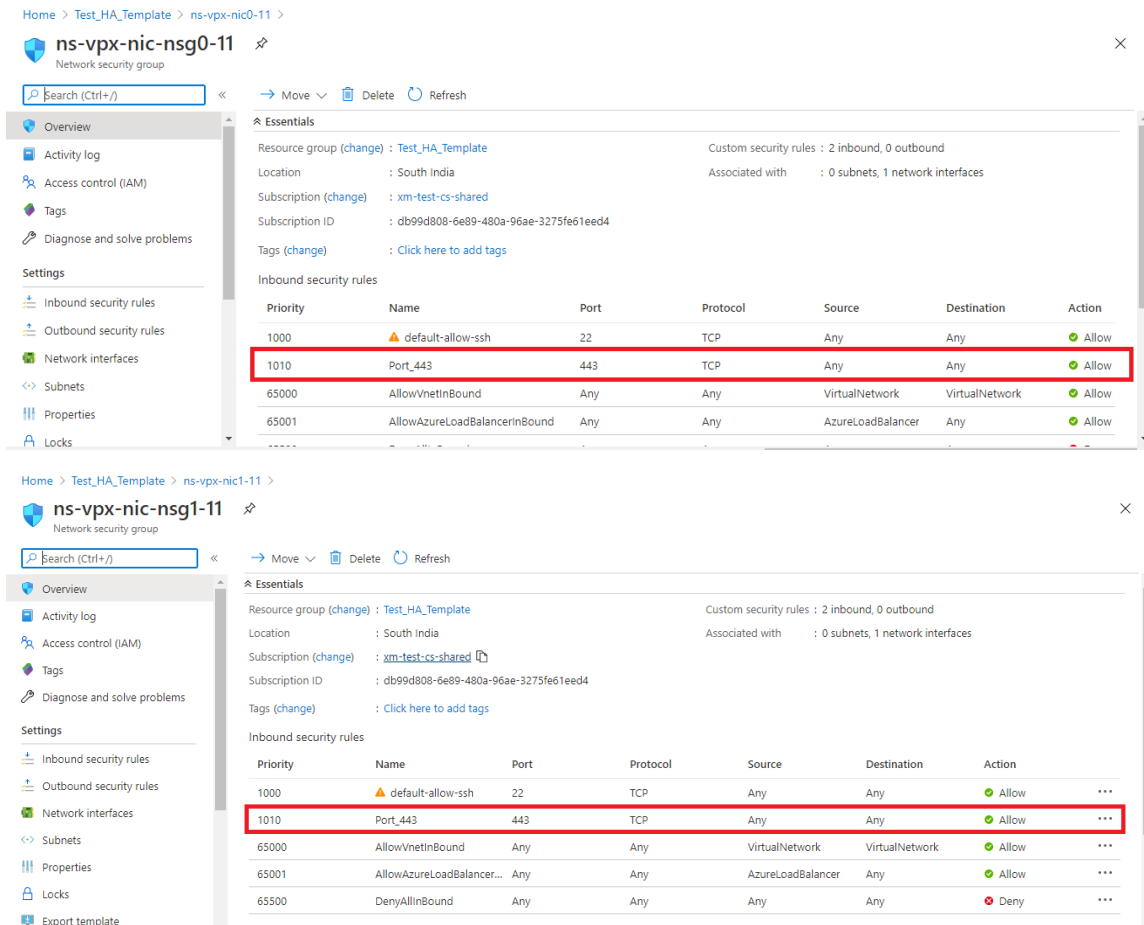 Home > Test_HA_Template > ns-vpx-nic0-11 >
ns-vpx-nic-nsg0-11
Network security group
Search (Ctrl+/)
«
Move
Delete
Refresh
Overview
Activity log
Access control (IAM)
Tags
Diagnose and solve problems
Settings
Inbound security rules
Outbound security rules
Network interfaces
Subnets
Properties
Locks
Essentials
Resource group (change) : Test_HA_Template
Location : South India
Subscription (change) : xm-test-cs-shared
Subscription ID : db99d808-6e89-480a-96ae-3275fe61eed4
Tags (change) : Click here to add tags
Custom security rules : 2 inbound, 0 outbound
Associated with : 0 subnets, 1 network interfaces
Inbound security rules
Priority Name Port Protocol Source Destination Action
1000 default-allow-ssh 22 TCP Any Any Allow
1010 Port_443 443 TCP Any Any Allow
65000 AllowVnetInBound Any Any VirtualNetwork VirtualNetwork Allow
65001 AllowAzureLoadBalancerInBound Any Any AzureLoadBalancer Any Allow
Home > Test_HA_Template > ns-vpx-nic1-11 >
ns-vpx-nic-nsg1-11
Network security group
Search (Ctrl+/)
«
Move
Delete
Refresh
Overview
Activity log
Access control (IAM)
Tags
Diagnose and solve problems
Settings
Inbound security rules
Outbound security rules
Network interfaces
Subnets
Properties
Locks
Export template
Essentials
Resource group (change) : Test_HA_Template
Location : South India
Subscription (change) : xm-test-cs-shared
Subscription ID : db99d808-6e89-480a-96ae-3275fe61eed4
Tags (change) : Click here to add tags
Custom security rules : 2 inbound, 0 outbound
Associated with : 0 subnets, 1 network interfaces
Inbound security rules
Priority Name Port Protocol Source Destination Action
1000 default-allow-ssh 22 TCP Any Any Allow ...
1010 Port_443 443 TCP Any Any Allow ...
65000 AllowVnetInBound Any Any VirtualNetwork VirtualNetwork Allow ...
65001 AllowAzureLoadBalancer... Any Any AzureLoadBalancer Any Allow ...
65500 DenyAllInBound Any Any Any Any Deny ...